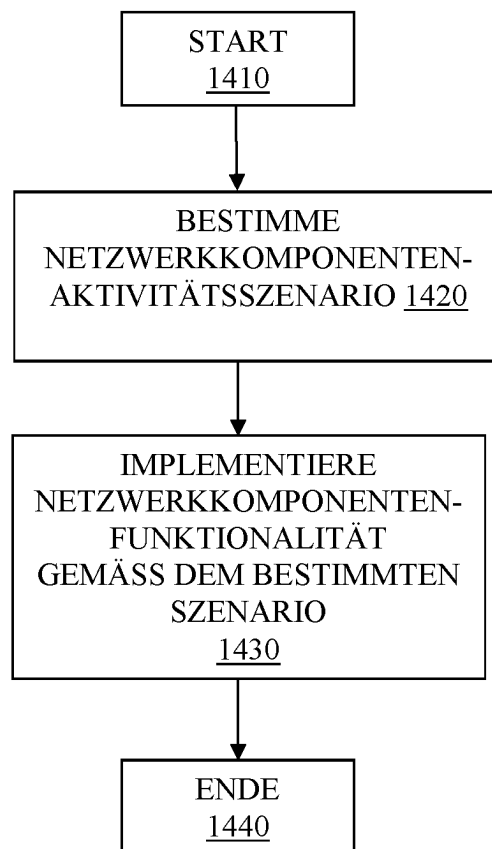 START
1410
BESTIMME
NETZWERKKOMPONENTEN-
AKTIVITÄTSSZENARIO 1420
IMPLEMENTIERE
NETZWERKKOMPONENTEN-
FUNKTIONALITÄT
GEMÄSS DEM BESTIMMTEN
SZENARIO
1430
ENDE
1440